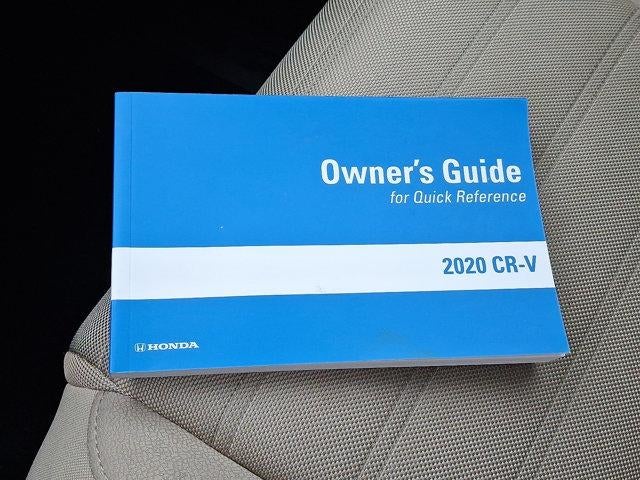 Owner's Guide
for Quick Reference
2020 CR-V
HONDA